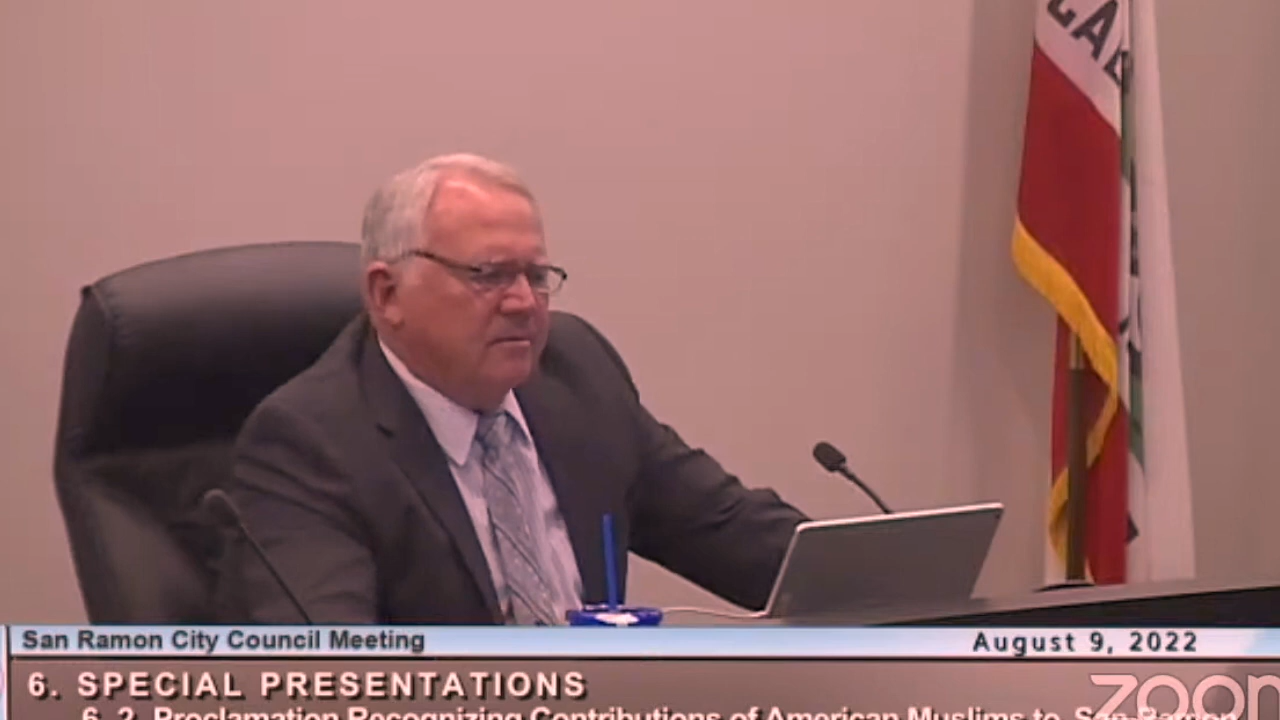 San Ramon City Council Meeting
August 9, 2022
6. SPECIAL PRESENTATIONS
6. 2. Proclamation Recognizing Contributions of American Muslims to San Ramon
zoom